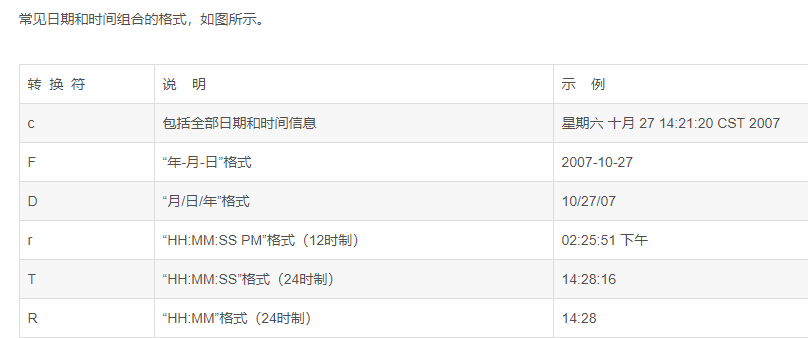 常见日期和时间组合的格式，如图所示。
转 换 符 说 明 示 例
c 包括全部日期和时间信息 星期六 十月 27 14:21:20 CST 2007
F “年-月-日”格式 2007-10-27
D “月/日/年”格式 10/27/07
r “HH:MM:SS PM”格式（12时制） 02:25:51 下午
T “HH:MM:SS”格式（24时制） 14:28:16
R “HH:MM”格式（24时制） 14:28